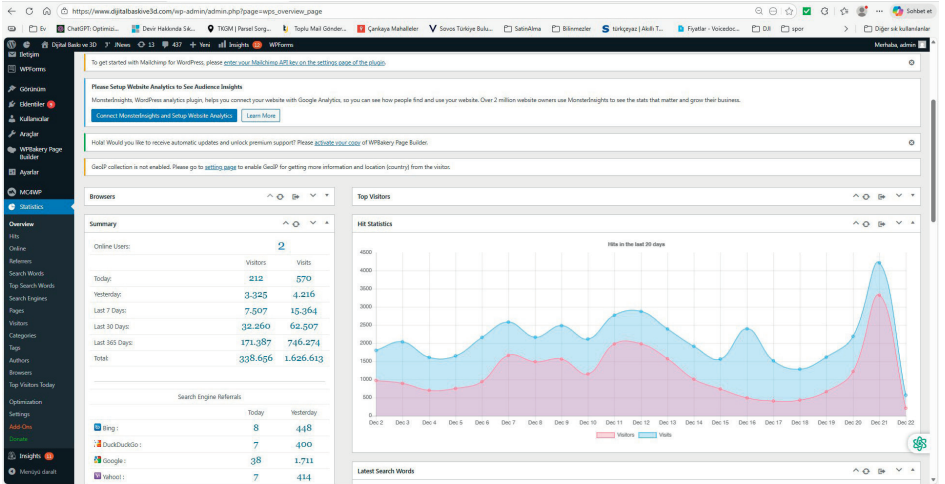 https://www.dijitalbaskive3d.com/wp-admin/admin.php?page=wps_overview_page
Sohbet et
Ev
ChatGPT: Optimizi...
Devir Hakkında Sık...
TKGM | Parsel Sorg...
Toplu Mail Gönder...
Çankaya Mahalleler
Sovos Türkiye Bulu...
SatinAlma
Bilinmezler
türkçeyaz | Akıllı T...
Fiyatlar - Voicedoc...
DJI
spor
Diğer sık kullanılanlar
Dijital Baskı ve 3D
JNews
13
437
+ Yeni
Insights
WPForms
Merhaba, admin
İletişim
WPForms
Görünüm
Eklentiler
Kullanıcılar
Araçlar
WPBakery Page
Builder
Ayarlar
MC4WP
Statistics
Overview
Hits
Online
Referrers
Search Words
Top Search Words
Search Engines
Pages
Visitors
Categories
Tags
Authors
Browsers
Top Visitors Today
Optimization
Settings
Add-Ons
Donate
Insights
Menüyü daralt
To get started with Mailchimp for WordPress, please enter your Mailchimp API key on the settings page of the plugin.
Please Setup Website Analytics to See Audience Insights
MonsterInsights, WordPress analytics plugin, helps you connect your website with Google Analytics, so you can see how people find and use your website. Over 2 million website owners use MonsterInsights to see the stats that matter and grow their business.
Connect MonsterInsights and Setup Website Analytics
Learn More
Hola! Would you like to receive automatic updates and unlock premium support? Please activate your copy of WPBakery Page Builder.
GeoIP collection is not enabled. Please go to setting page to enable GeoIP for getting more information and location (country) from the visitor.
Browsers
Summary
Online Users: 2
Visitors Visits
Today: 212 570
Yesterday: 3.325 4.216
Last 7 Days: 7.507 15.364
Last 30 Days: 32.260 62.507
Last 365 Days: 171.387 746.274
Total: 338.656 1.626.613
Search Engine Referrals
Today Yesterday
Bing : 8 448
DuckDuckGo : 7 400
Google : 38 1.711
Yahoo! : 7 414
Top Visitors
Hit Statistics
Hits in the last 20 days
4500
4000
3500
3000
2500
2000
1500
1000
500
0
Dec 2 Dec 3 Dec 4 Dec 5 Dec 6 Dec 7 Dec 8 Dec 9 Dec 10 Dec 11 Dec 12 Dec 13 Dec 14 Dec 15 Dec 16 Dec 17 Dec 18 Dec 19 Dec 20 Dec 21 Dec 22
Visitors Visits
Latest Search Words